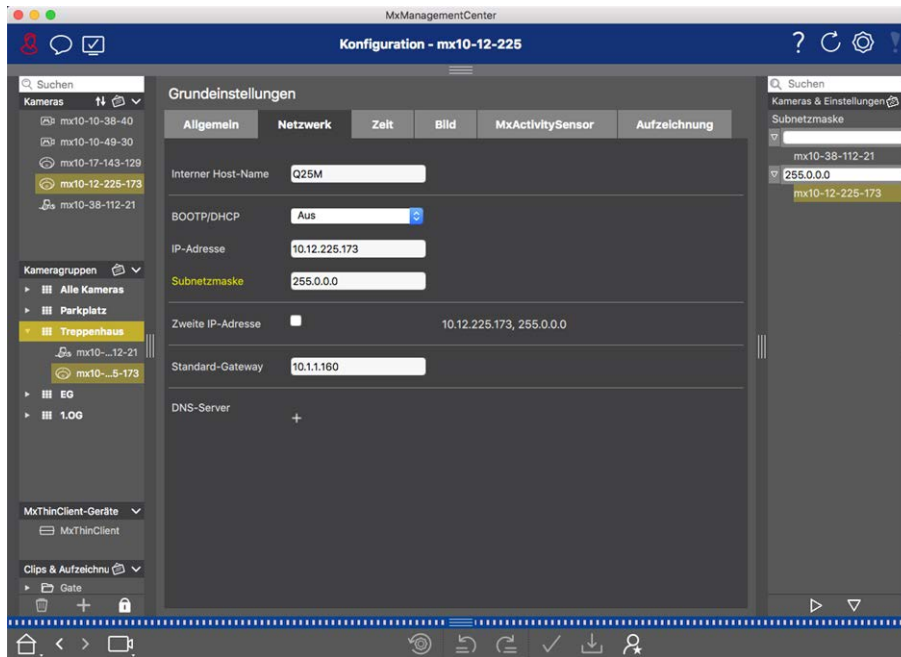 MxManagementCenter
Konfiguration - mx10-12-225
Suchen
Kameras
mx10-10-38-40
mx10-10-49-30
mx10-17-143-129
mx10-12-225-173
mx10-38-112-21
Kameragruppen
Alle Kameras
Parkplatz
Treppenhaus
mx10-...12-21
mx10-...5-173
EG
1.OG
MxThinClient-Geräte
MxThinClient
Clips & Aufzeichnu
Gate
Grundeinstellungen
Allgemein Netzwerk Zeit Bild MxActivitySensor Aufzeichnung
Interner Host-Name Q25M
BOOTP/DHCP Aus
IP-Adresse 10.12.225.173
Subnetzmaske 255.0.0.0
Zweite IP-Adresse 10.12.225.173, 255.0.0.0
Standard-Gateway 10.1.1.160
DNS-Server +
Suchen
Kameras & Einstellungen
Subnetzmaske
mx10-38-112-21
255.0.0.0
mx10-12-225-173